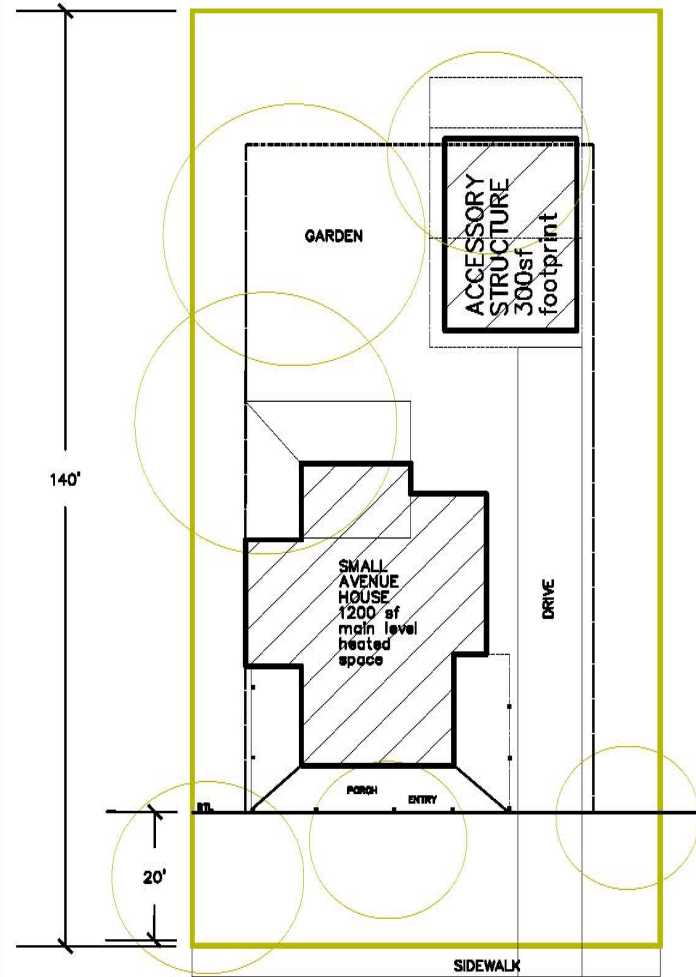 ACCESSORY
STRUCTURE
300sf
footprint
GARDEN
140'
SMALL
AVENUE
HOUSE
1200 sf
main level
heated
space
DRIVE
PORCH
ENTRY
BTL
20'
SIDEWALK